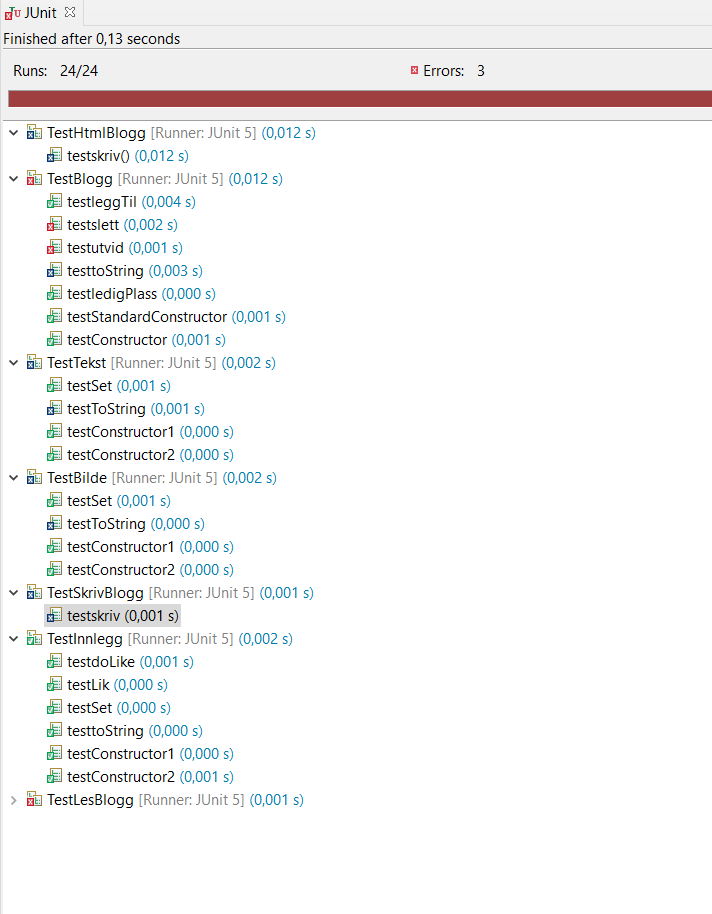 JUnit
Finished after 0,13 seconds
Runs: 24/24 Errors: 3
TestHtmlBlogg [Runner: JUnit 5] (0,012 s)
testskriv() (0,012 s)
TestBlogg [Runner: JUnit 5] (0,012 s)
testleggTil (0,004 s)
testslett (0,002 s)
testutvid (0,001 s)
testtoString (0,003 s)
testledigPlass (0,000 s)
testStandardConstructor (0,001 s)
testConstructor (0,001 s)
TestTekst [Runner: JUnit 5] (0,002 s)
testSet (0,001 s)
testToString (0,001 s)
testConstructor1 (0,000 s)
testConstructor2 (0,000 s)
TestBilde [Runner: JUnit 5] (0,002 s)
testSet (0,001 s)
testToString (0,000 s)
testConstructor1 (0,000 s)
testConstructor2 (0,000 s)
TestSkrivBlogg [Runner: JUnit 5] (0,001 s)
testskriv (0,001 s)
TestInnlegg [Runner: JUnit 5] (0,002 s)
testdoLike (0,001 s)
testLik (0,000 s)
testSet (0,000 s)
testtoString (0,000 s)
testConstructor1 (0,000 s)
testConstructor2 (0,001 s)
TestLesBlogg [Runner: JUnit 5] (0,001 s)